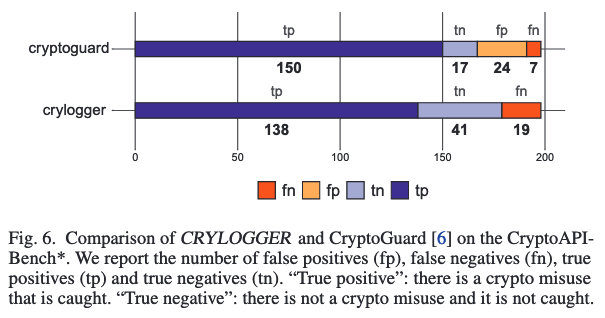 tp tn fp fn
cryptoguard
150 17 24 7
tp tn fn
crylogger
138 41 19
0 50 100 150 200
fn fp tn tp
Fig. 6. Comparison of CRYLOGGER and CryptoGuard [6] on the CryptoAPI-
Bench*. We report the number of false positives (fp), false negatives (fn), true
positives (tp) and true negatives (tn). “True positive”: there is a crypto misuse
that is caught. “True negative”: there is not a crypto misuse and it is not caught.